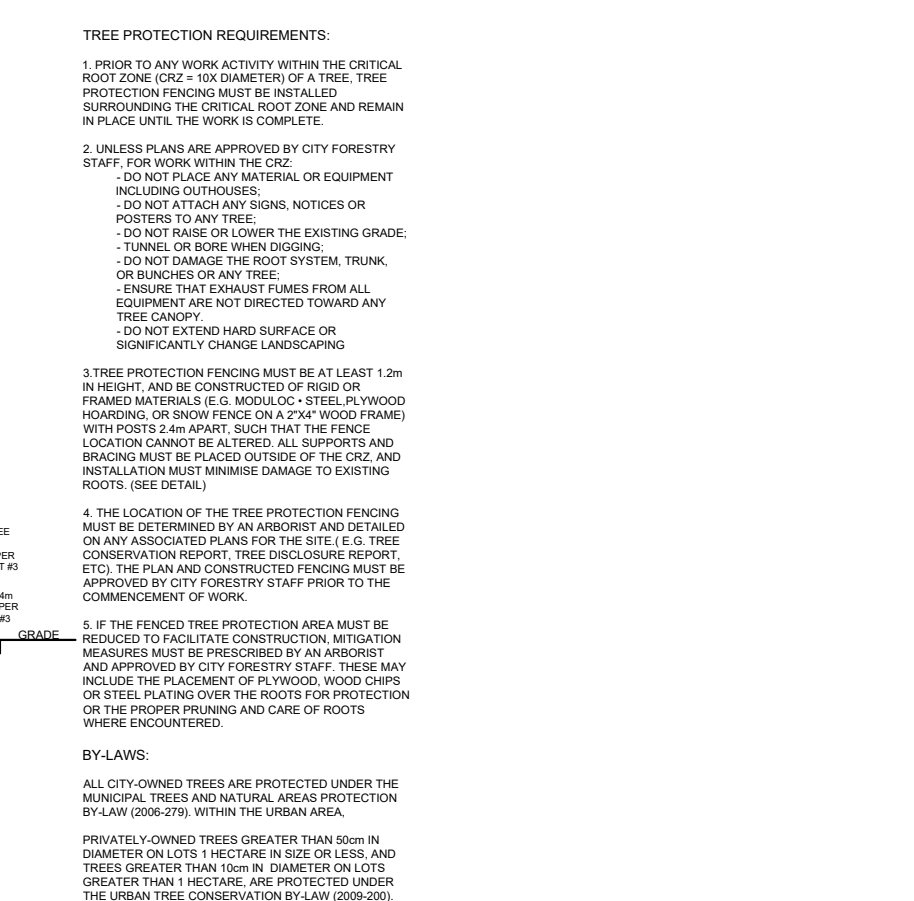 TREE PROTECTION REQUIREMENTS:
1. PRIOR TO ANY WORK ACTIVITY WITHIN THE CRITICAL
ROOT ZONE (CRZ = 10X DIAMETER) OF A TREE, TREE
PROTECTION FENCING MUST BE INSTALLED
SURROUNDING THE CRITICAL ROOT ZONE AND REMAIN
IN PLACE UNTIL THE WORK IS COMPLETE.
2. UNLESS PLANS ARE APPROVED BY CITY FORESTRY
STAFF, FOR WORK WITHIN THE CRZ:
- DO NOT PLACE ANY MATERIAL OR EQUIPMENT
INCLUDING OUTHOUSES;
- DO NOT ATTACH ANY SIGNS, NOTICES OR
POSTERS TO ANY TREE;
- DO NOT RAISE OR LOWER THE EXISTING GRADE;
- TUNNEL OR BORE WHEN DIGGING;
- DO NOT DAMAGE THE ROOT SYSTEM, TRUNK,
OR BUNCHES OR ANY TREE;
- ENSURE THAT EXHAUST FUMES FROM ALL
EQUIPMENT ARE NOT DIRECTED TOWARD ANY
TREE CANOPY.
- DO NOT EXTEND HARD SURFACE OR
SIGNIFICANTLY CHANGE LANDSCAPING
3.TREE PROTECTION FENCING MUST BE AT LEAST 1.2m
IN HEIGHT, AND BE CONSTRUCTED OF RIGID OR
FRAMED MATERIALS (E.G. MODULOC • STEEL,PLYWOOD
HOARDING, OR SNOW FENCE ON A 2"X4" WOOD FRAME)
WITH POSTS 2.4m APART, SUCH THAT THE FENCE
LOCATION CANNOT BE ALTERED. ALL SUPPORTS AND
BRACING MUST BE PLACED OUTSIDE OF THE CRZ, AND
INSTALLATION MUST MINIMISE DAMAGE TO EXISTING
ROOTS. (SEE DETAIL)
4. THE LOCATION OF THE TREE PROTECTION FENCING
MUST BE DETERMINED BY AN ARBORIST AND DETAILED
ON ANY ASSOCIATED PLANS FOR THE SITE.( E.G. TREE
CONSERVATION REPORT, TREE DISCLOSURE REPORT,
ETC). THE PLAN AND CONSTRUCTED FENCING MUST BE
APPROVED BY CITY FORESTRY STAFF PRIOR TO THE
COMMENCEMENT OF WORK.
5. IF THE FENCED TREE PROTECTION AREA MUST BE
REDUCED TO FACILITATE CONSTRUCTION, MITIGATION
MEASURES MUST BE PRESCRIBED BY AN ARBORIST
AND APPROVED BY CITY FORESTRY STAFF. THESE MAY
INCLUDE THE PLACEMENT OF PLYWOOD, WOOD CHIPS
OR STEEL PLATING OVER THE ROOTS FOR PROTECTION
OR THE PROPER PRUNING AND CARE OF ROOTS
WHERE ENCOUNTERED.
BY-LAWS:
ALL CITY-OWNED TREES ARE PROTECTED UNDER THE
MUNICIPAL TREES AND NATURAL AREAS PROTECTION
BY-LAW (2006-279). WITHIN THE URBAN AREA,
PRIVATELY-OWNED TREES GREATER THAN 50cm IN
DIAMETER ON LOTS 1 HECTARE IN SIZE OR LESS, AND
TREES GREATER THAN 10cm IN DIAMETER ON LOTS
GREATER THAN 1 HECTARE, ARE PROTECTED UNDER
THE URBAN TREE CONSERVATION BY-LAW (2009-200).
#3
4m
#3
GRADE